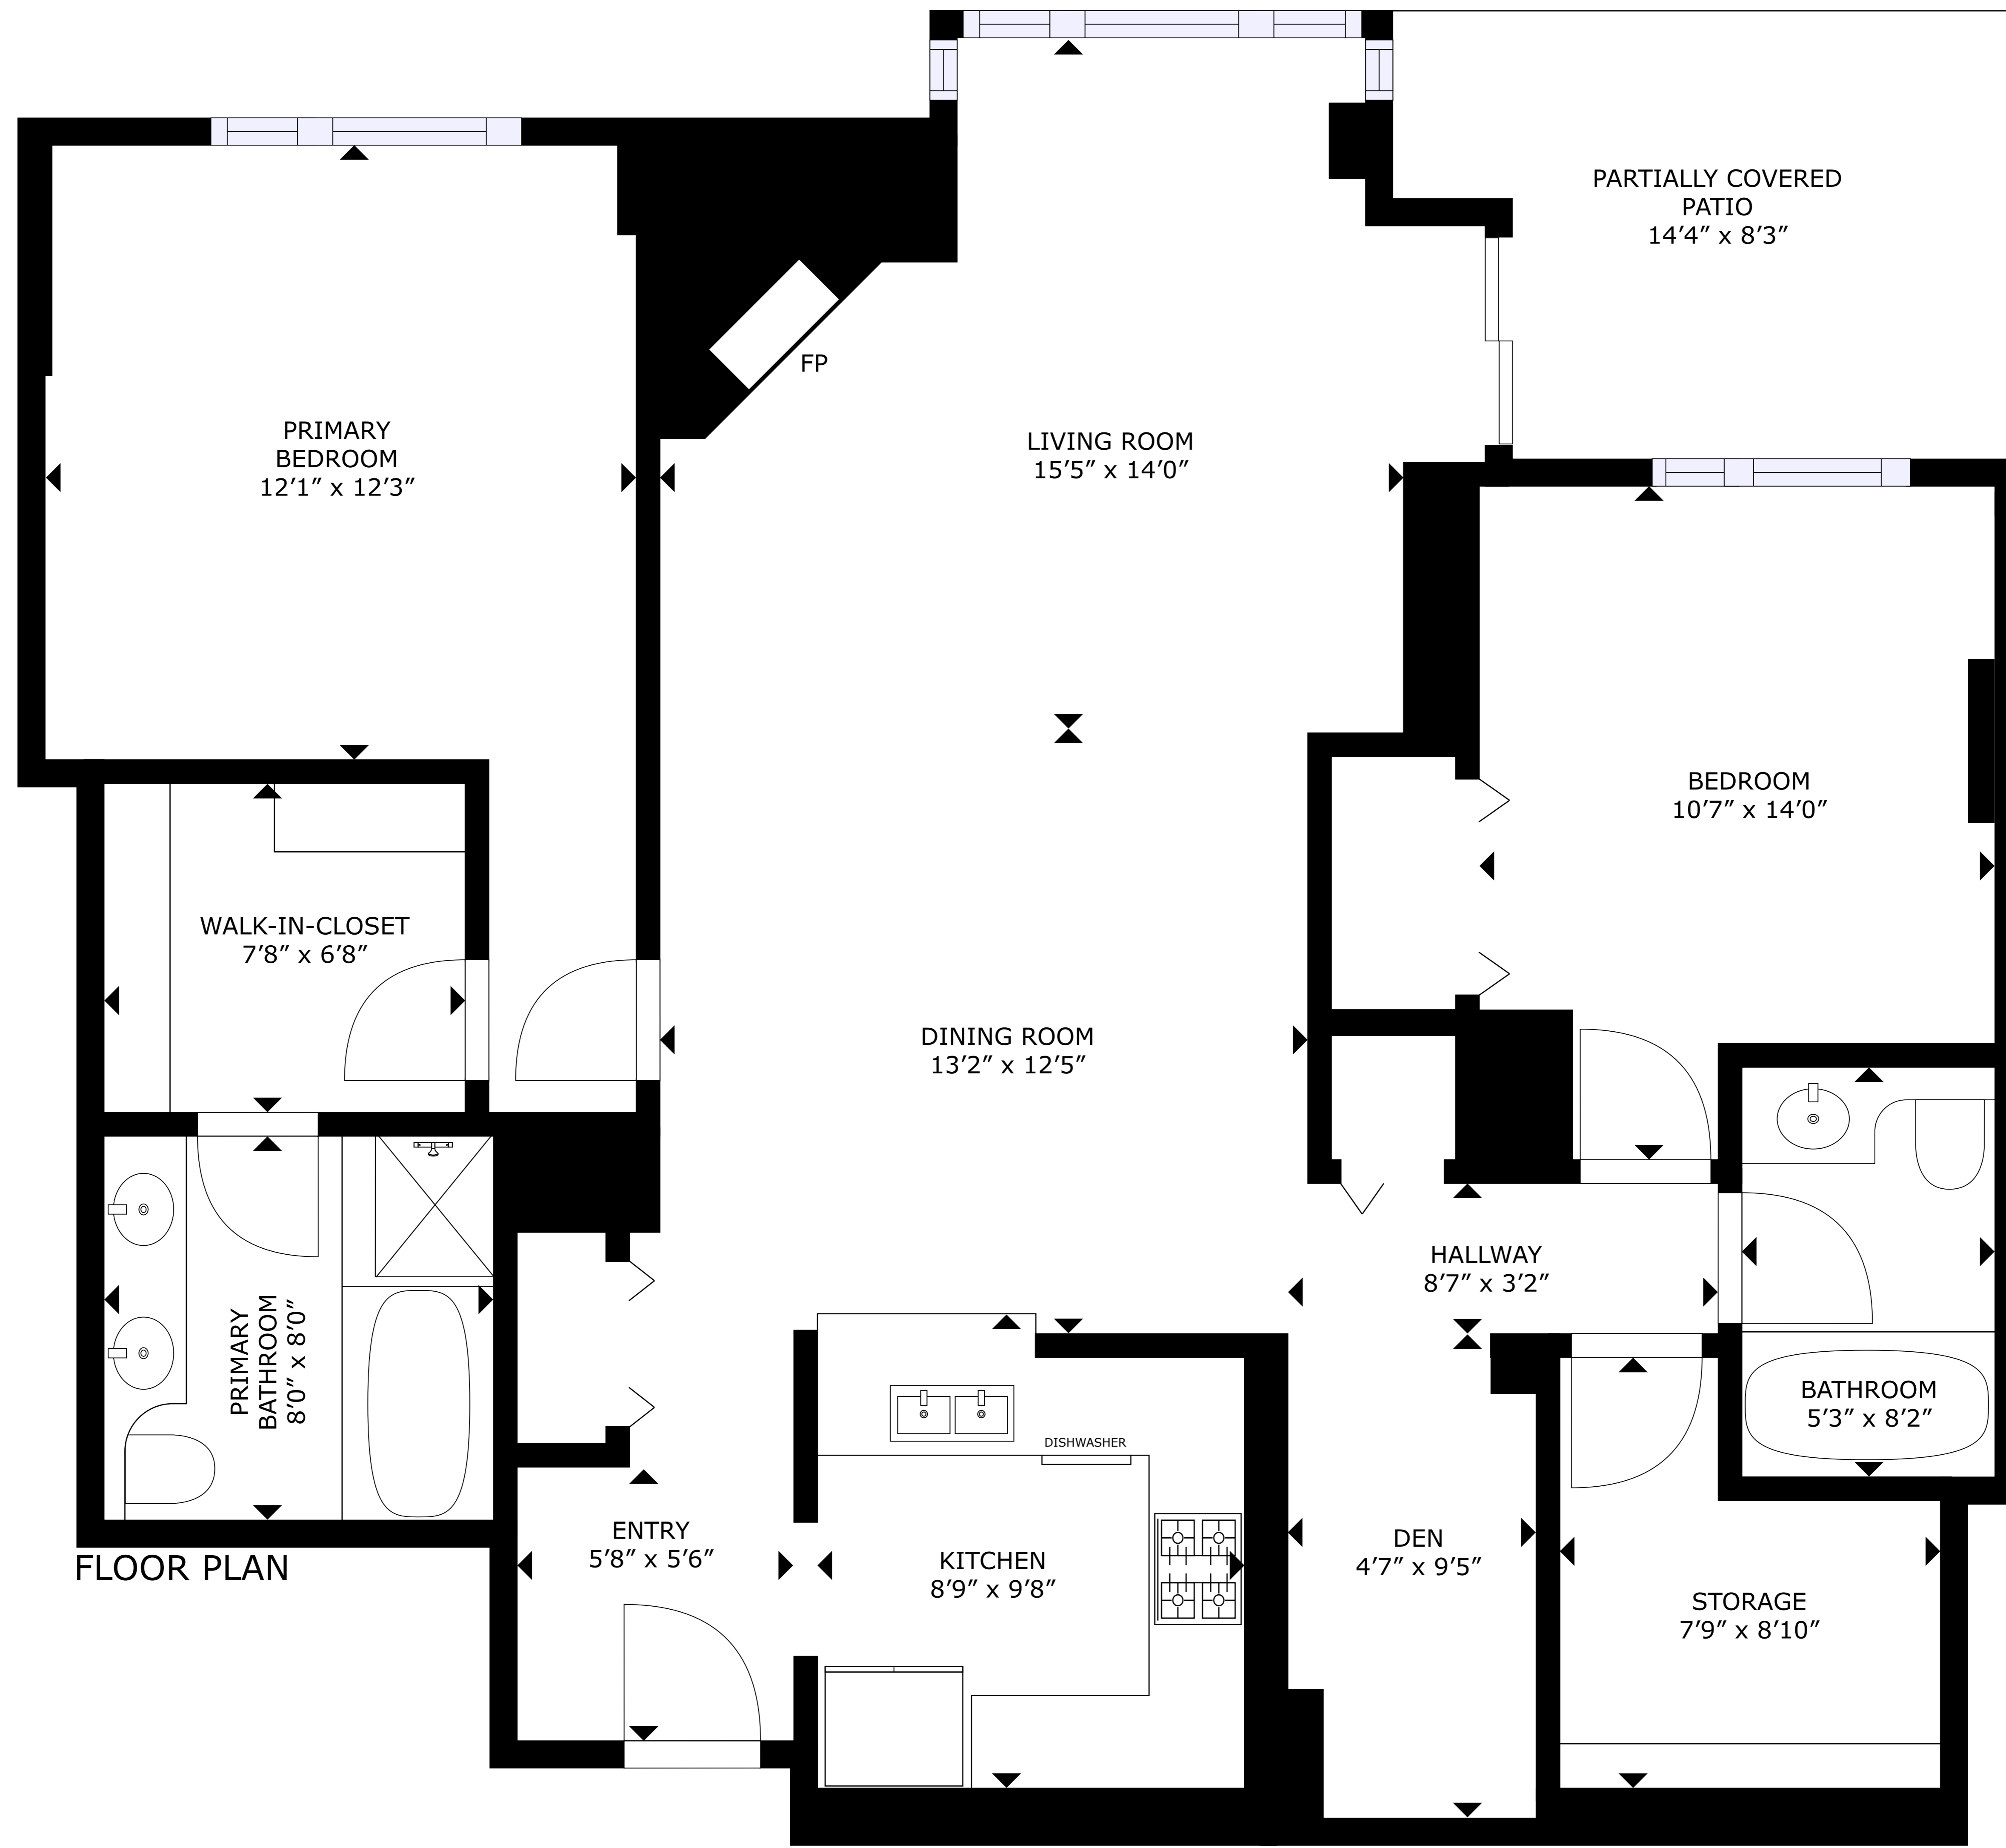 PARTIALLY COVERED
PATIO
14’4” x 8’3”
FP
PRIMARY
BEDROOM
12’1” x 12’3”
LIVING ROOM
15’5” x 14’0”
BEDROOM
10’7” x 14’0”
WALK-IN-CLOSET
7’8” x 6’8”
DINING ROOM
13’2” x 12’5”
HALLWAY
8’7” x 3’2”
PRIMARY
BATHROOM
8’0” x 8’0”
BATHROOM
5’3” x 8’2”
DISHWASHER
ENTRY
5’8” x 5’6”
KITCHEN
8’9” x 9’8”
DEN
4’7” x 9’5”
STORAGE
7’9” x 8’10”
FLOOR PLAN